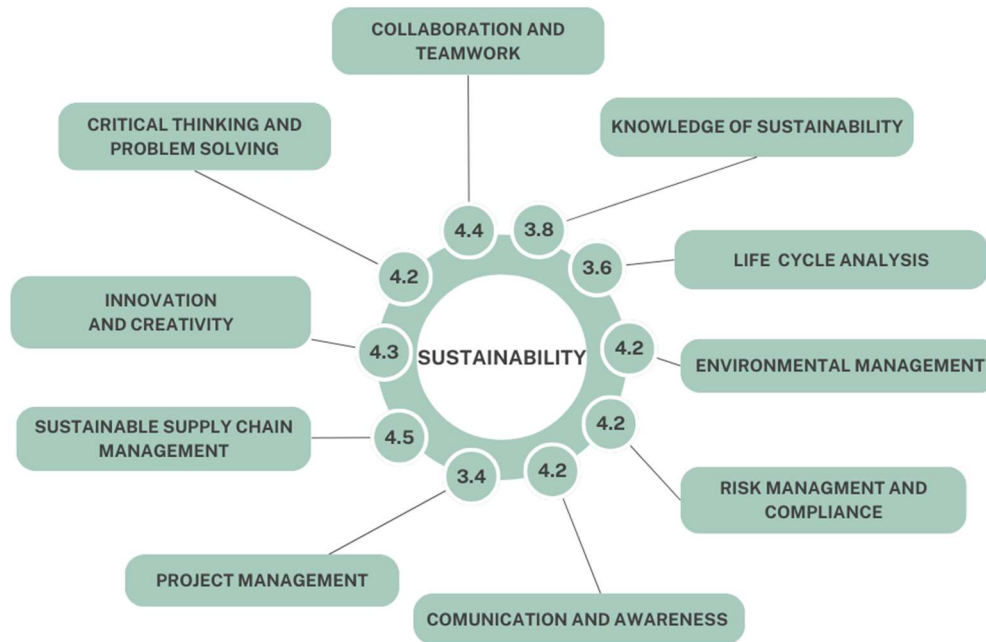 COLLABORATION AND
TEAMWORK
CRITICAL THINKING AND
PROBLEM SOLVING
KNOWLEDGE OF SUSTAINABILITY
4.4
3.8
4.2
3.6
LIFE CYCLE ANALYSIS
INNOVATION
AND CREATIVITY
4.3
SUSTAINABILITY
4.2
ENVIRONMENTAL MANAGEMENT
SUSTAINABLE SUPPLY CHAIN
MANAGEMENT
4.5
4.2
3.4
4.2
RISK MANAGMENT AND
COMPLIANCE
PROJECT MANAGEMENT
COMUNICATION AND AWARENESS